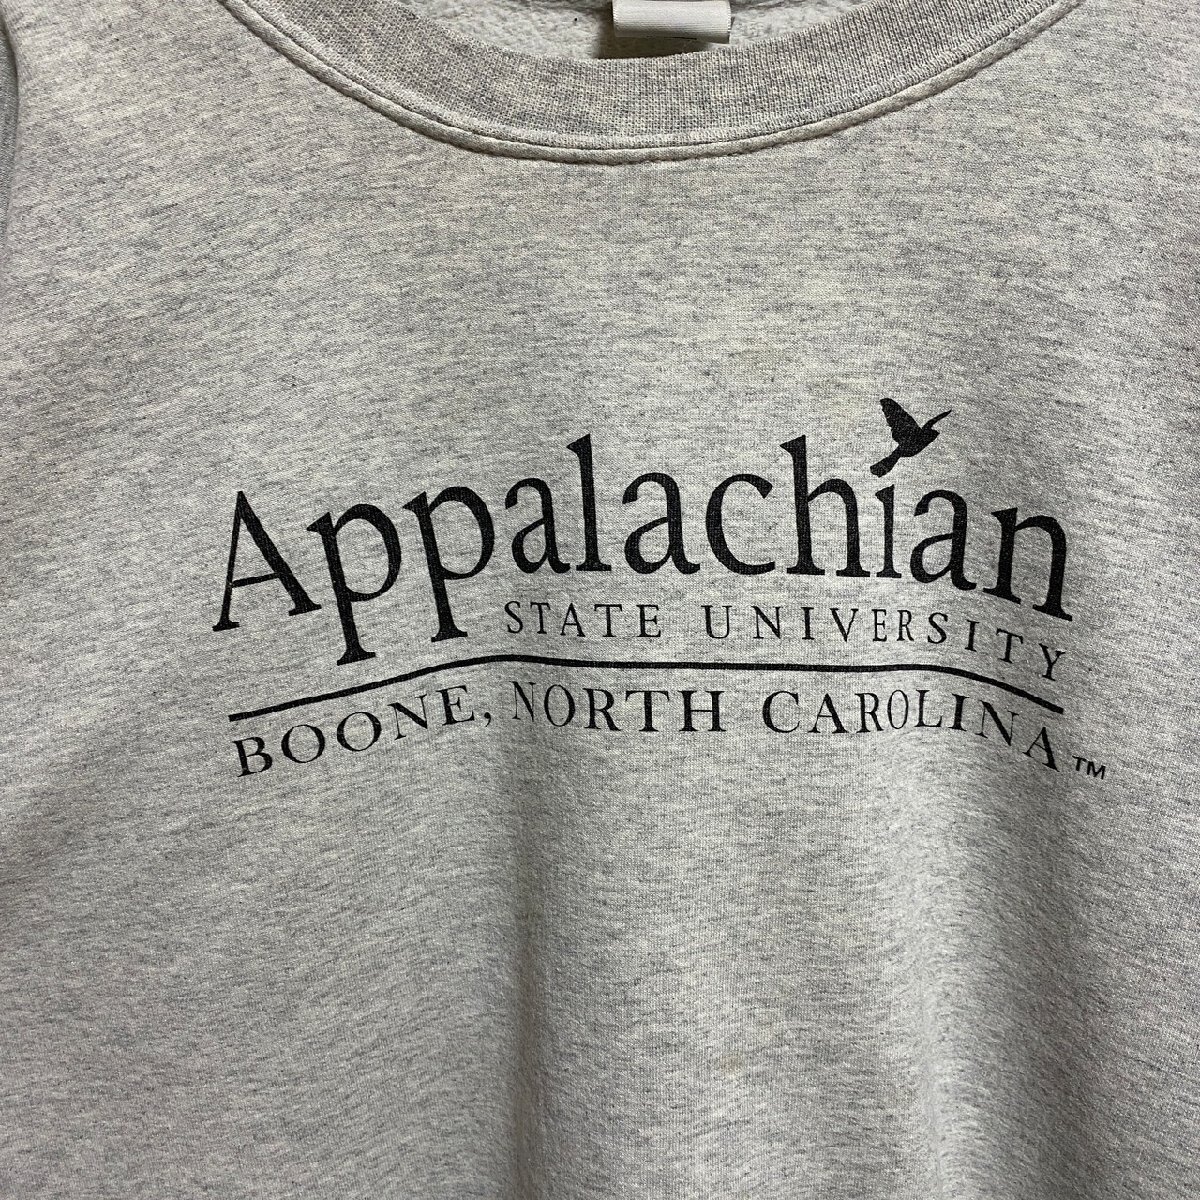 Appalachian
STATE UNIVERSITY
BOONE, NORTH CAROLINA™